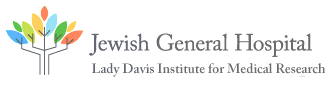 Jewish General Hospital
Lady Davis Institute for Medical Research